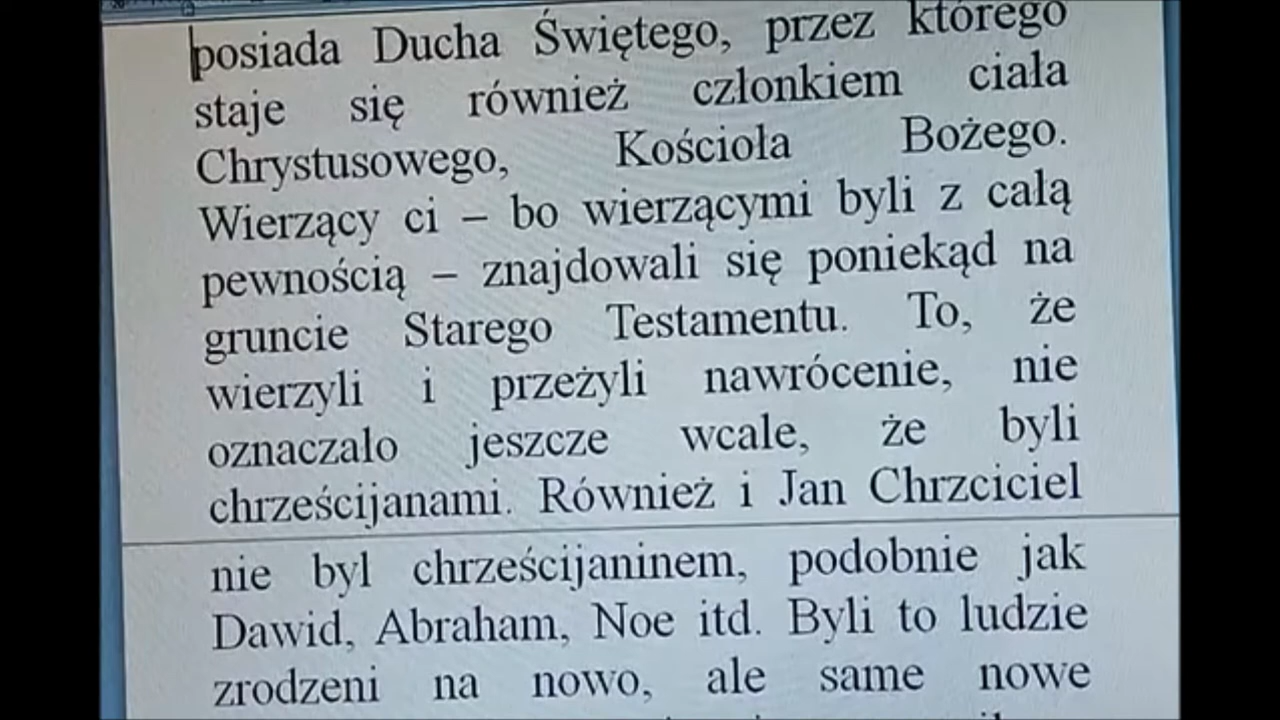 posiada Ducha Świętego, przez którego
staje się również członkiem ciała
Chrystusowego, Kościoła Bożego.
Wierzący ci – bo wierzącymi byli z całą
pewnością – znajdowali się poniekąd na
gruncie Starego Testamentu. To, że
wierzyli i przeżyli nawrócenie, nie
oznaczało jeszcze wcale, że byli
chrześcijanami. Również i Jan Chrzciciel
nie był chrześcijaninem, podobnie jak
Dawid, Abraham, Noe itd. Byli to ludzie
zrodzeni na nowo, ale same nowe